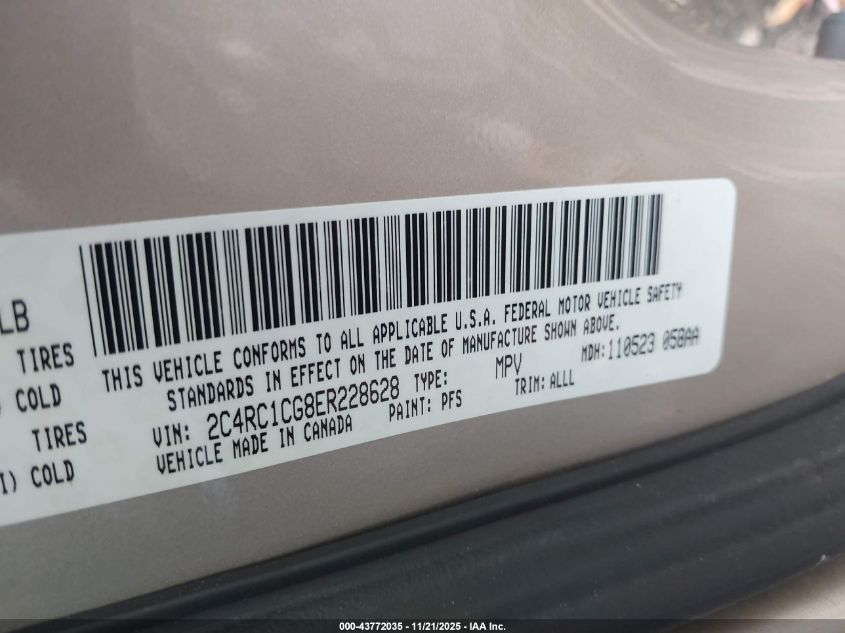 LB
TIRES
) COLD
TIRES
I) COLD
THIS VEHICLE CONFORMS TO ALL APPLICABLE U.S.A. FEDERAL MOTOR VEHICLE SAFETY
STANDARDS IN EFFECT ON THE DATE OF MANUFACTURE SHOWN ABOVE.
VIN: 2C4RC1CG8ER228628 TYPE: MPV MDH: 110523 058AA
VEHICLE MADE IN CANADA PAINT: PFS TRIM: ALLL
000-43772035 - 11/21/2025 - IAA Inc.